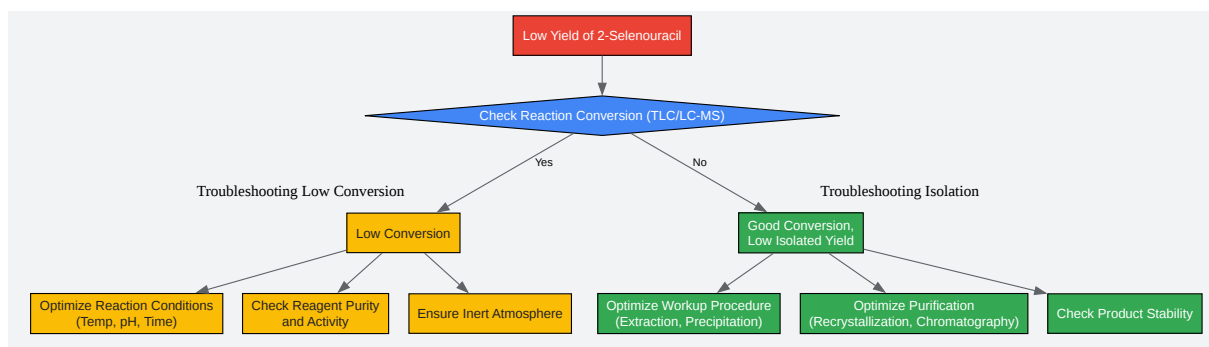 Low Yield of 2-Selenouracil
Check Reaction Conversion (TLC/LC-MS)
Yes
No
Troubleshooting Low Conversion
Troubleshooting Isolation
Low Conversion
Good Conversion,
Low Isolated Yield
Optimize Reaction Conditions
(Temp, pH, Time)
Check Reagent Purity
and Activity
Ensure Inert Atmosphere
Optimize Workup Procedure
(Extraction, Precipitation)
Optimize Purification
(Recrystallization, Chromatography)
Check Product Stability